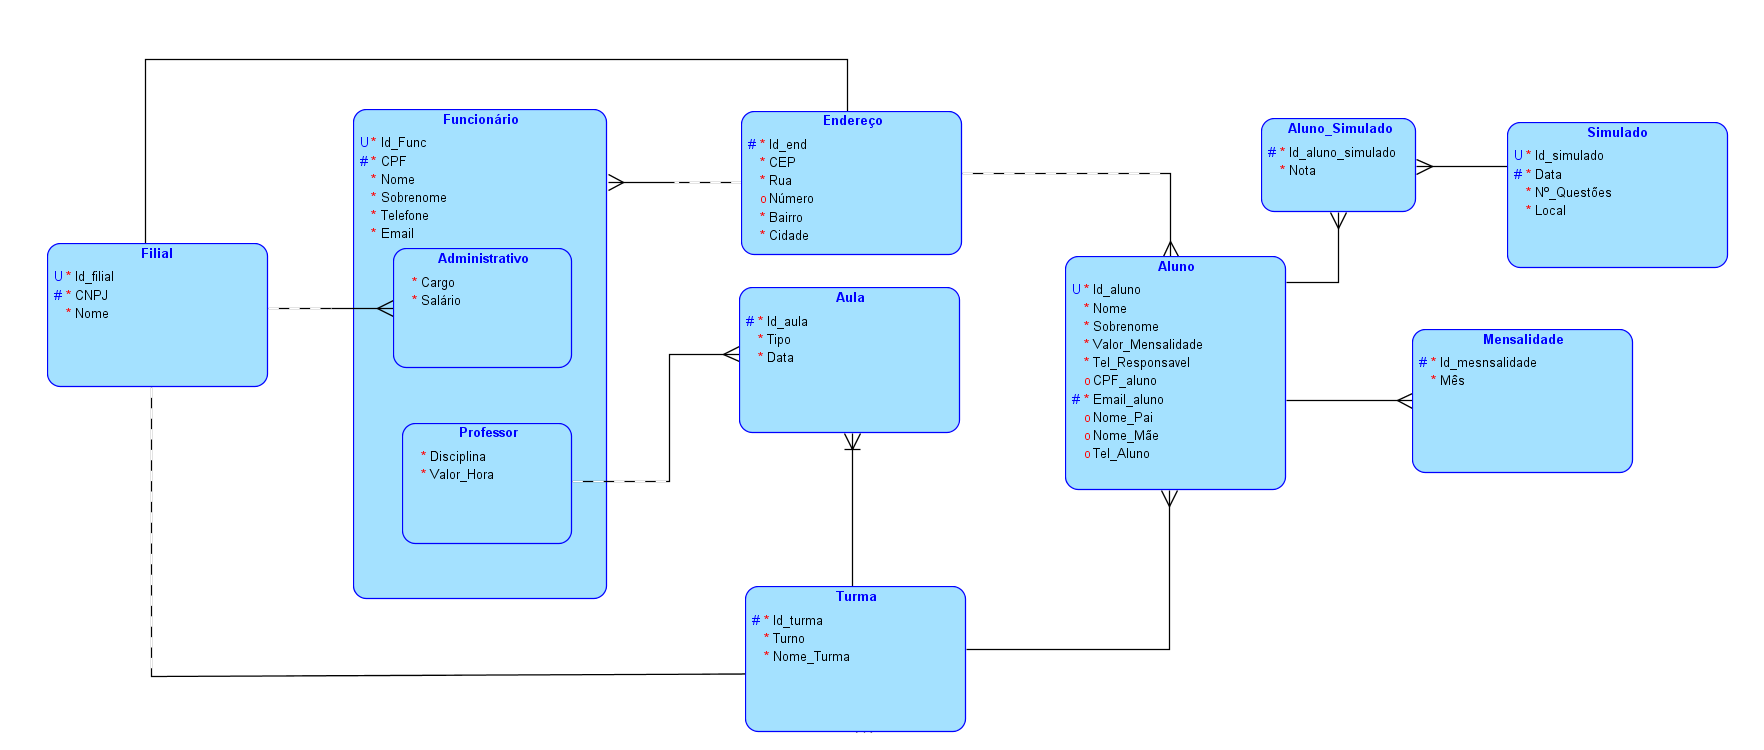 Filial
U * Id_filial
# * CNPJ
* Nome
Funcionário
U * Id_Func
# * CPF
* Nome
* Sobrenome
* Telefone
* Email
Administrativo
* Cargo
* Salário
Professor
* Disciplina
* Valor_Hora
Endereço
# * Id_end
* CEP
* Rua
o Número
* Bairro
* Cidade
Aula
# * Id_aula
* Tipo
* Data
Turma
# * Id_turma
* Turno
* Nome_Turma
Aluno
U * Id_aluno
* Nome
* Sobrenome
* Valor_Mensalidade
* Tel_Responsavel
o CPF_aluno
# * Email_aluno
o Nome_Pai
o Nome_Mãe
o Tel_Aluno
Aluno_Simulado
# * Id_aluno_simulado
* Nota
Simulado
U * Id_simulado
# * Data
* Nº_Questões
* Local
Mensalidade
# * Id_mesnsalidade
* Mês